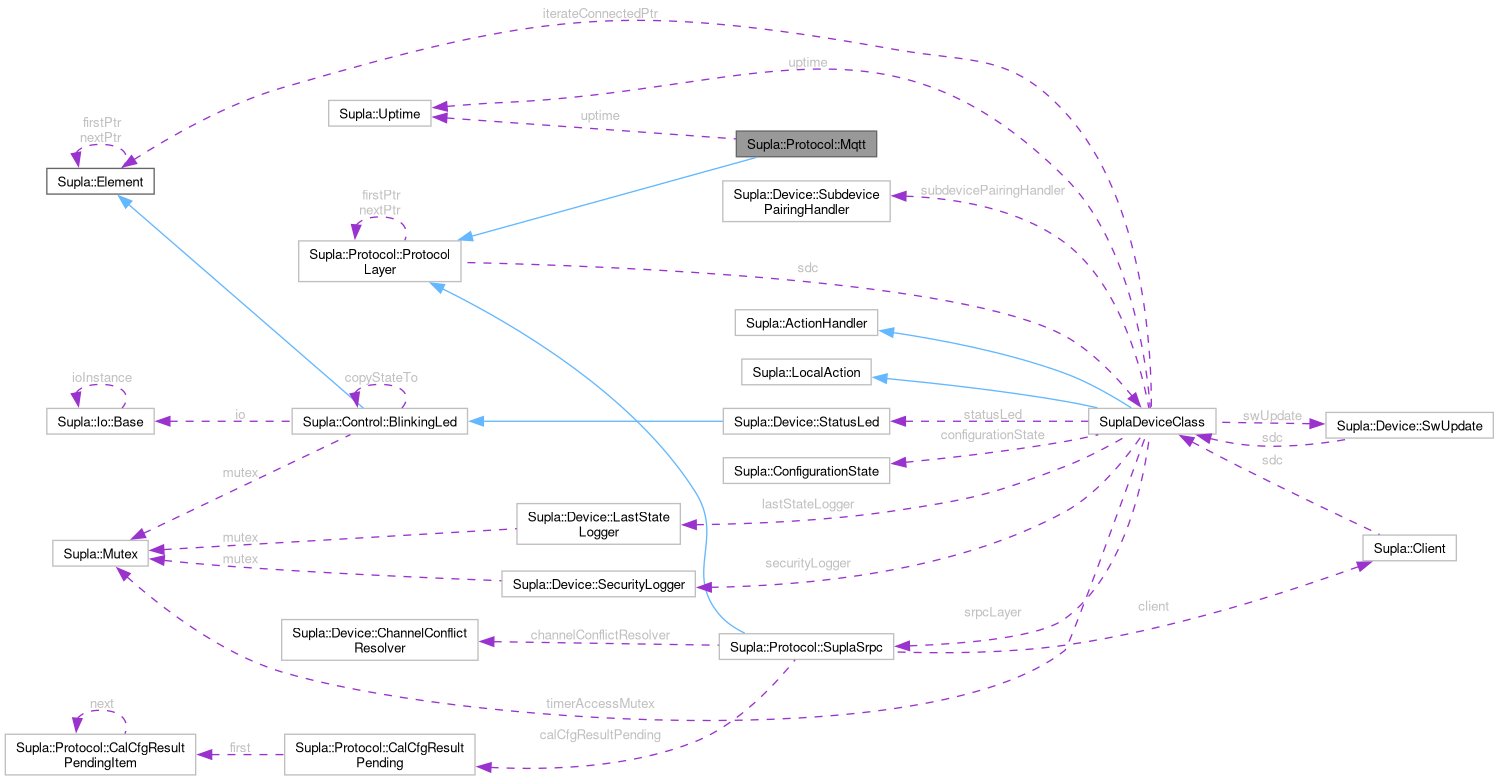 iterateConnectedPtr
uptime
Supla::Uptime
uptime
firstPtr
nextPtr
Supla::Protocol::Mqtt
Supla::Element
firstPtr
nextPtr
Supla::Device::Subdevice
PairingHandler
subdevicePairingHandler
Supla::Protocol::Protocol
Layer
sdc
Supla::ActionHandler
Supla::LocalAction
ioInstance
copyStateTo
Supla::Io::Base
io
Supla::Control::BlinkingLed
Supla::Device::StatusLed
statusLed
SuplaDeviceClass
swUpdate
Supla::Device::SwUpdate
configurationState
sdc
sdc
Supla::ConfigurationState
mutex
lastStateLogger
Supla::Device::LastState
Logger
mutex
Supla::Mutex
mutex
Supla::Client
securityLogger
Supla::Device::SecurityLogger
srpcLayer
client
Supla::Device::ChannelConflict
Resolver
channelConflictResolver
Supla::Protocol::SuplaSrpc
timerAccessMutex
next
calCfgResultPending
Supla::Protocol::CalCfgResult
PendingItem
first
Supla::Protocol::CalCfgResult
Pending